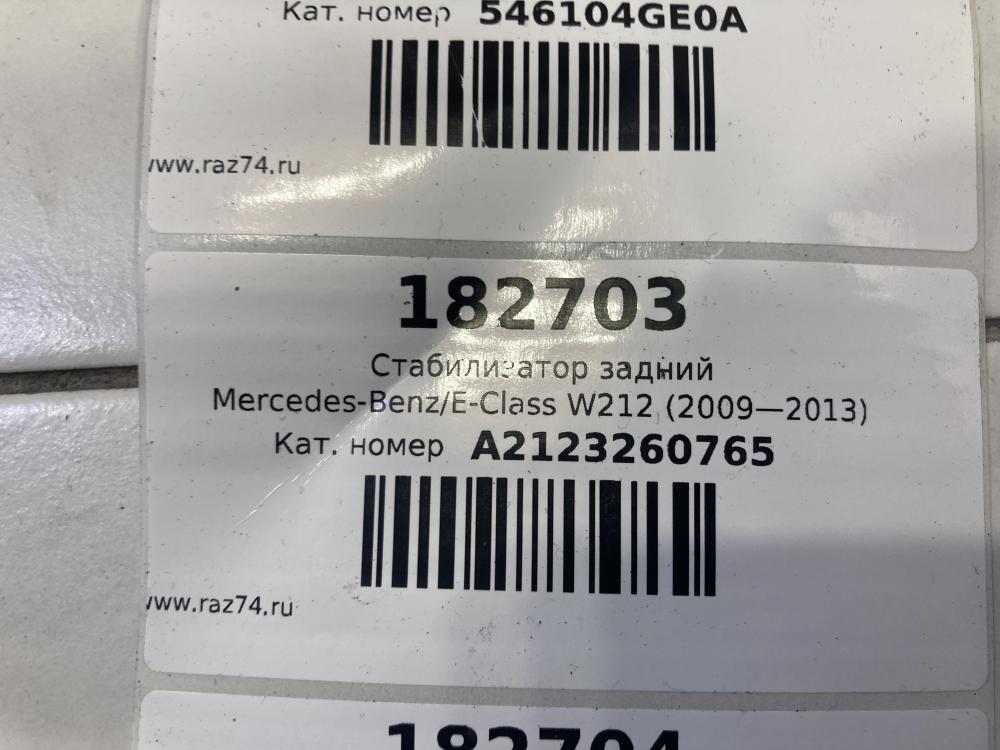 Кат. номер 546104GE0A
www.raz74.ru
182703
Стабилизатор задний
Mercedes-Benz/E-Class W212 (2009—2013)
Кат. номер A2123260765
www.raz74.ru
182704